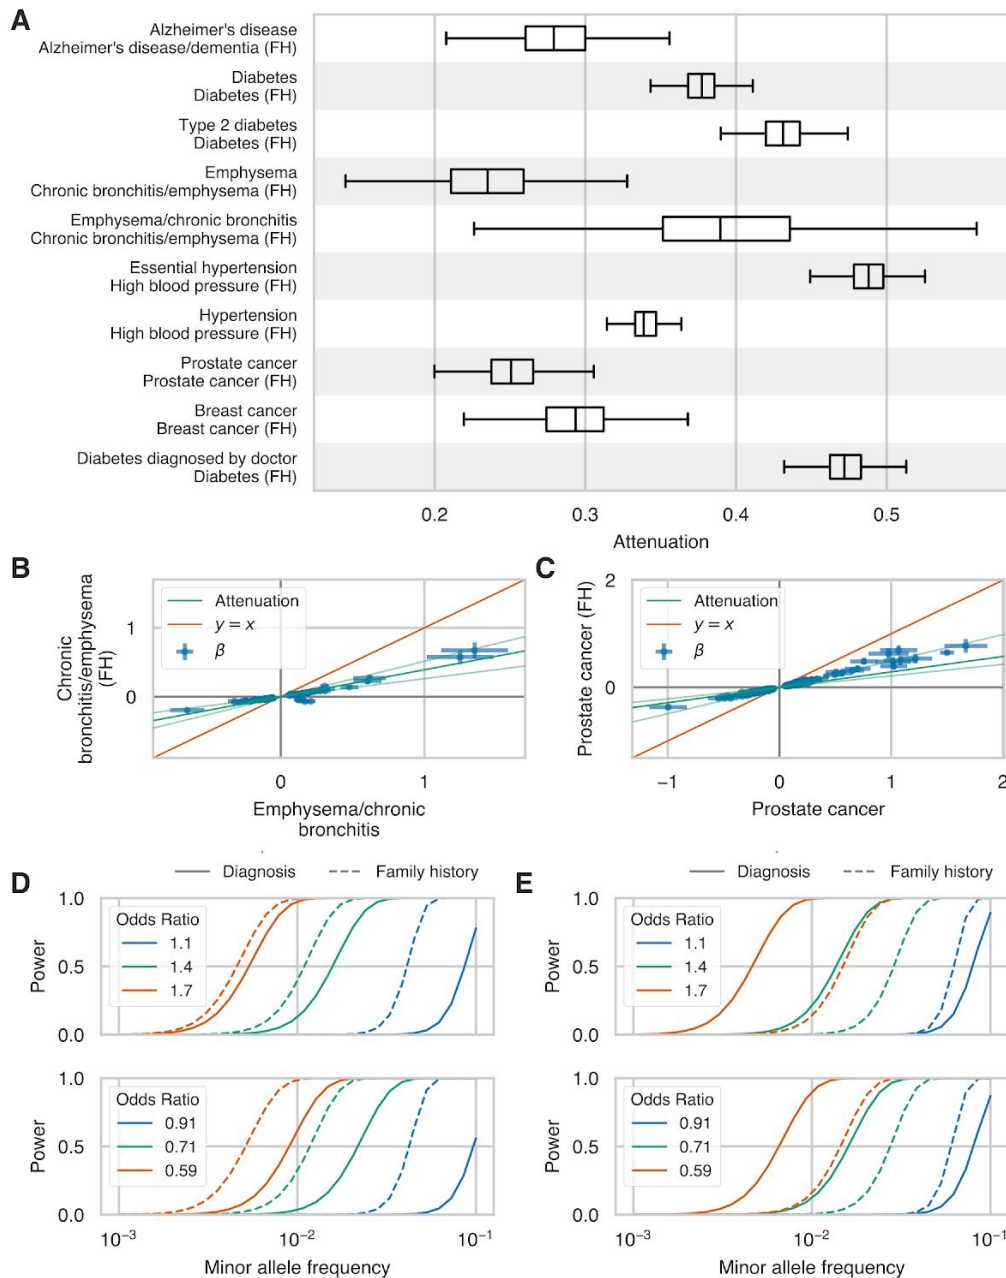 A
Alzheimer's disease
Alzheimer's disease/dementia (FH)
Diabetes
Diabetes (FH)
Type 2 diabetes
Diabetes (FH)
Emphysema
Chronic bronchitis/emphysema (FH)
Emphysema/chronic bronchitis
Chronic bronchitis/emphysema (FH)
Essential hypertension
High blood pressure (FH)
Hypertension
High blood pressure (FH)
Prostate cancer
Prostate cancer (FH)
Breast cancer
Breast cancer (FH)
Diabetes diagnosed by doctor
Diabetes (FH)
0.2 0.3 0.4 0.5
Attenuation
B
Chronic
bronchitis/emphysema
(FH)
1
0
Attenuation
y = x
β
0 1
Emphysema/chronic
bronchitis
C
Prostate cancer (FH)
2
0
Attenuation
y = x
β
−1 0 1 2
Prostate cancer
D
Diagnosis Family history
Power
1.0
0.5
0.0
Odds Ratio
1.1
1.4
1.7
Power
1.0
0.5
0.0
Odds Ratio
0.91
0.71
0.59
10⁻³ 10⁻² 10⁻¹
Minor allele frequency
E
Diagnosis Family history
Power
1.0
0.5
0.0
Odds Ratio
1.1
1.4
1.7
Power
1.0
0.5
0.0
Odds Ratio
0.91
0.71
0.59
10⁻³ 10⁻² 10⁻¹
Minor allele frequency